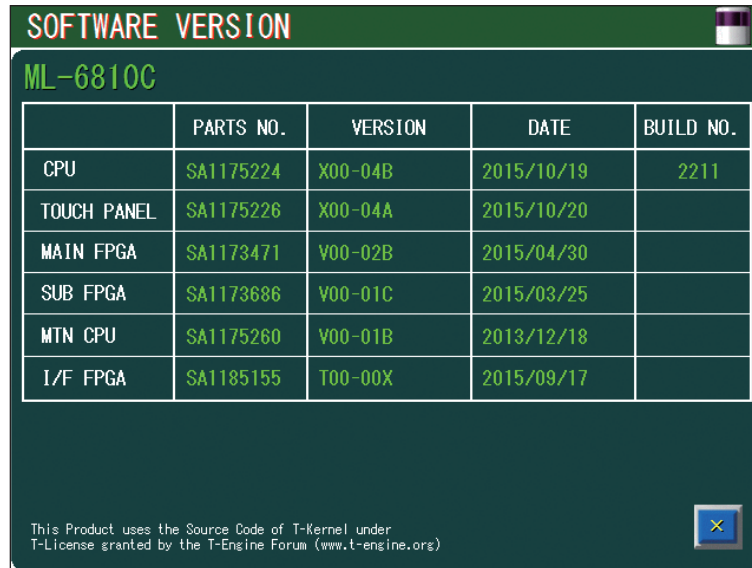 SOFTWARE VERSION
ML-6810C
PARTS NO. VERSION DATE BUILD NO.
CPU SA1175224 X00-04B 2015/10/19 2211
TOUCH PANEL SA1175226 X00-04A 2015/10/20
MAIN FPGA SA1173471 V00-02B 2015/04/30
SUB FPGA SA1173686 V00-01C 2015/03/25
MTN CPU SA1175260 V00-01B 2013/12/18
I/F FPGA SA1185155 T00-00X 2015/09/17
This Product uses the Source Code of T-Kernel under
T-License granted by the T-Engine Forum (www.t-engine.org)
×